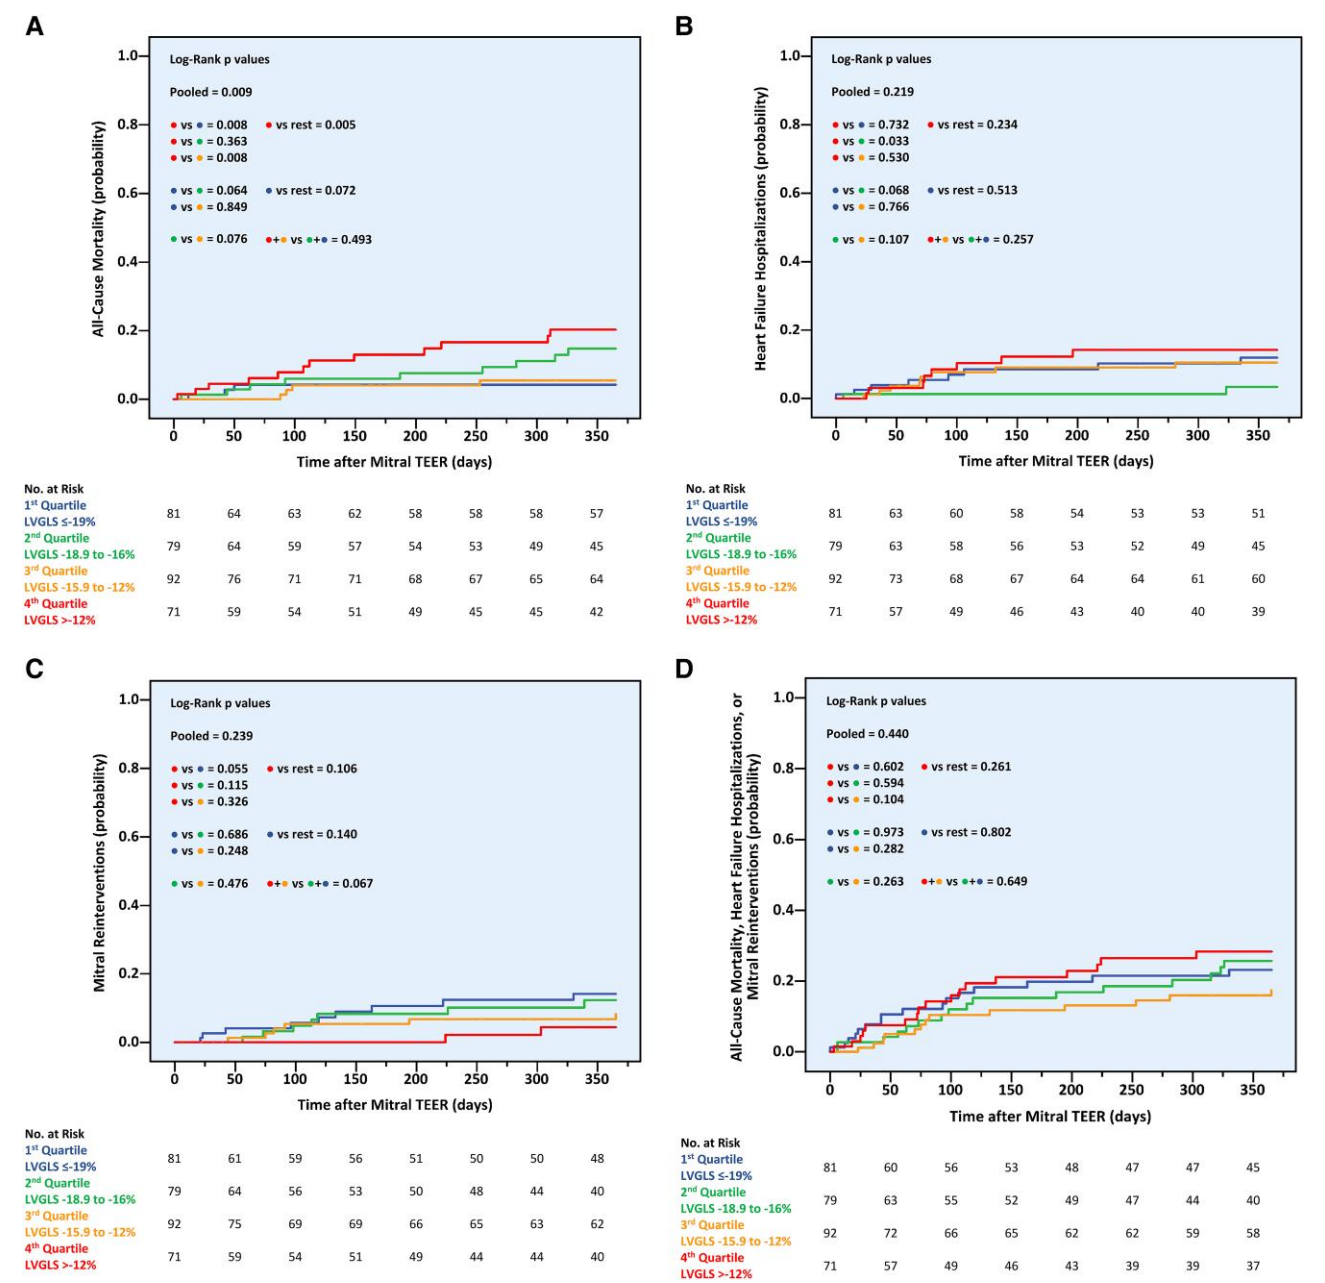 A
Log-Rank p values
Pooled = 0.009
● vs ● = 0.008 ● vs rest = 0.005
● vs ● = 0.363
● vs ● = 0.008
● vs ● = 0.064 ● vs rest = 0.072
● vs ● = 0.849
● vs ● = 0.076 ●+● vs ●+● = 0.493
All-Cause Mortality (probability)
1.0
0.8
0.6
0.4
0.2
0.0
0 50 100 150 200 250 300 350
Time after Mitral TEER (days)
No. at Risk
1st Quartile
LVGLS ≤-19%
81 64 63 62 58 58 58 57
2nd Quartile
LVGLS -18.9 to -16%
79 64 59 57 54 53 49 45
3rd Quartile
LVGLS -15.9 to -12%
92 76 71 71 68 67 65 64
4th Quartile
LVGLS >-12%
71 59 54 51 49 45 45 42
B
Log-Rank p values
Pooled = 0.219
● vs ● = 0.732 ● vs rest = 0.234
● vs ● = 0.033
● vs ● = 0.530
● vs ● = 0.068 ● vs rest = 0.513
● vs ● = 0.766
● vs ● = 0.107 ●+● vs ●+● = 0.257
Heart Failure Hospitalizations (probability)
1.0
0.8
0.6
0.4
0.2
0.0
0 50 100 150 200 250 300 350
Time after Mitral TEER (days)
No. at Risk
1st Quartile
LVGLS ≤-19%
81 63 60 58 54 53 53 51
2nd Quartile
LVGLS -18.9 to -16%
79 63 58 56 53 52 49 45
3rd Quartile
LVGLS -15.9 to -12%
92 73 68 67 64 64 61 60
4th Quartile
LVGLS >-12%
71 57 49 46 43 40 40 39
C
Log-Rank p values
Pooled = 0.239
● vs ● = 0.055 ● vs rest = 0.106
● vs ● = 0.115
● vs ● = 0.326
● vs ● = 0.686 ● vs rest = 0.140
● vs ● = 0.248
● vs ● = 0.476 ●+● vs ●+● = 0.067
Mitral Reinterventions (probability)
1.0
0.8
0.6
0.4
0.2
0.0
0 50 100 150 200 250 300 350
Time after Mitral TEER (days)
No. at Risk
1st Quartile
LVGLS ≤-19%
81 61 59 56 51 50 50 48
2nd Quartile
LVGLS -18.9 to -16%
79 64 56 53 50 48 44 40
3rd Quartile
LVGLS -15.9 to -12%
92 75 69 69 66 65 63 62
4th Quartile
LVGLS >-12%
71 59 54 51 49 44 44 40
D
Log-Rank p values
Pooled = 0.440
● vs ● = 0.602 ● vs rest = 0.261
● vs ● = 0.594
● vs ● = 0.104
● vs ● = 0.973 ● vs rest = 0.802
● vs ● = 0.282
● vs ● = 0.263 ●+● vs ●+● = 0.649
All-Cause Mortality, Heart Failure Hospitalizations, or
Mitral Reinterventions (probability)
1.0
0.8
0.6
0.4
0.2
0.0
0 50 100 150 200 250 300 350
Time after Mitral TEER (days)
No. at Risk
1st Quartile
LVGLS ≤-19%
81 60 56 53 48 47 47 45
2nd Quartile
LVGLS -18.9 to -16%
79 63 55 52 49 47 44 40
3rd Quartile
LVGLS -15.9 to -12%
92 72 66 65 62 62 59 58
4th Quartile
LVGLS >-12%
71 57 49 46 43 39 39 37